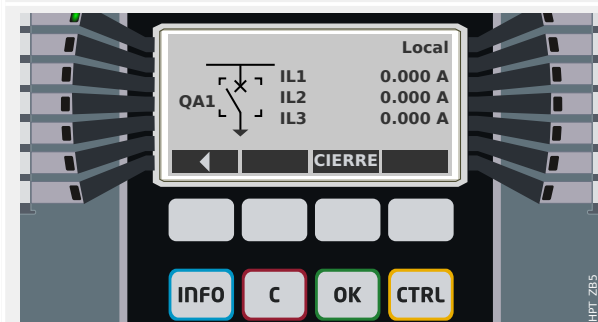 Local
IL1 0.000 A
QA1 IL2 0.000 A
IL3 0.000 A
CIERRE
INFO C OK CTRL
HPT_ZB5